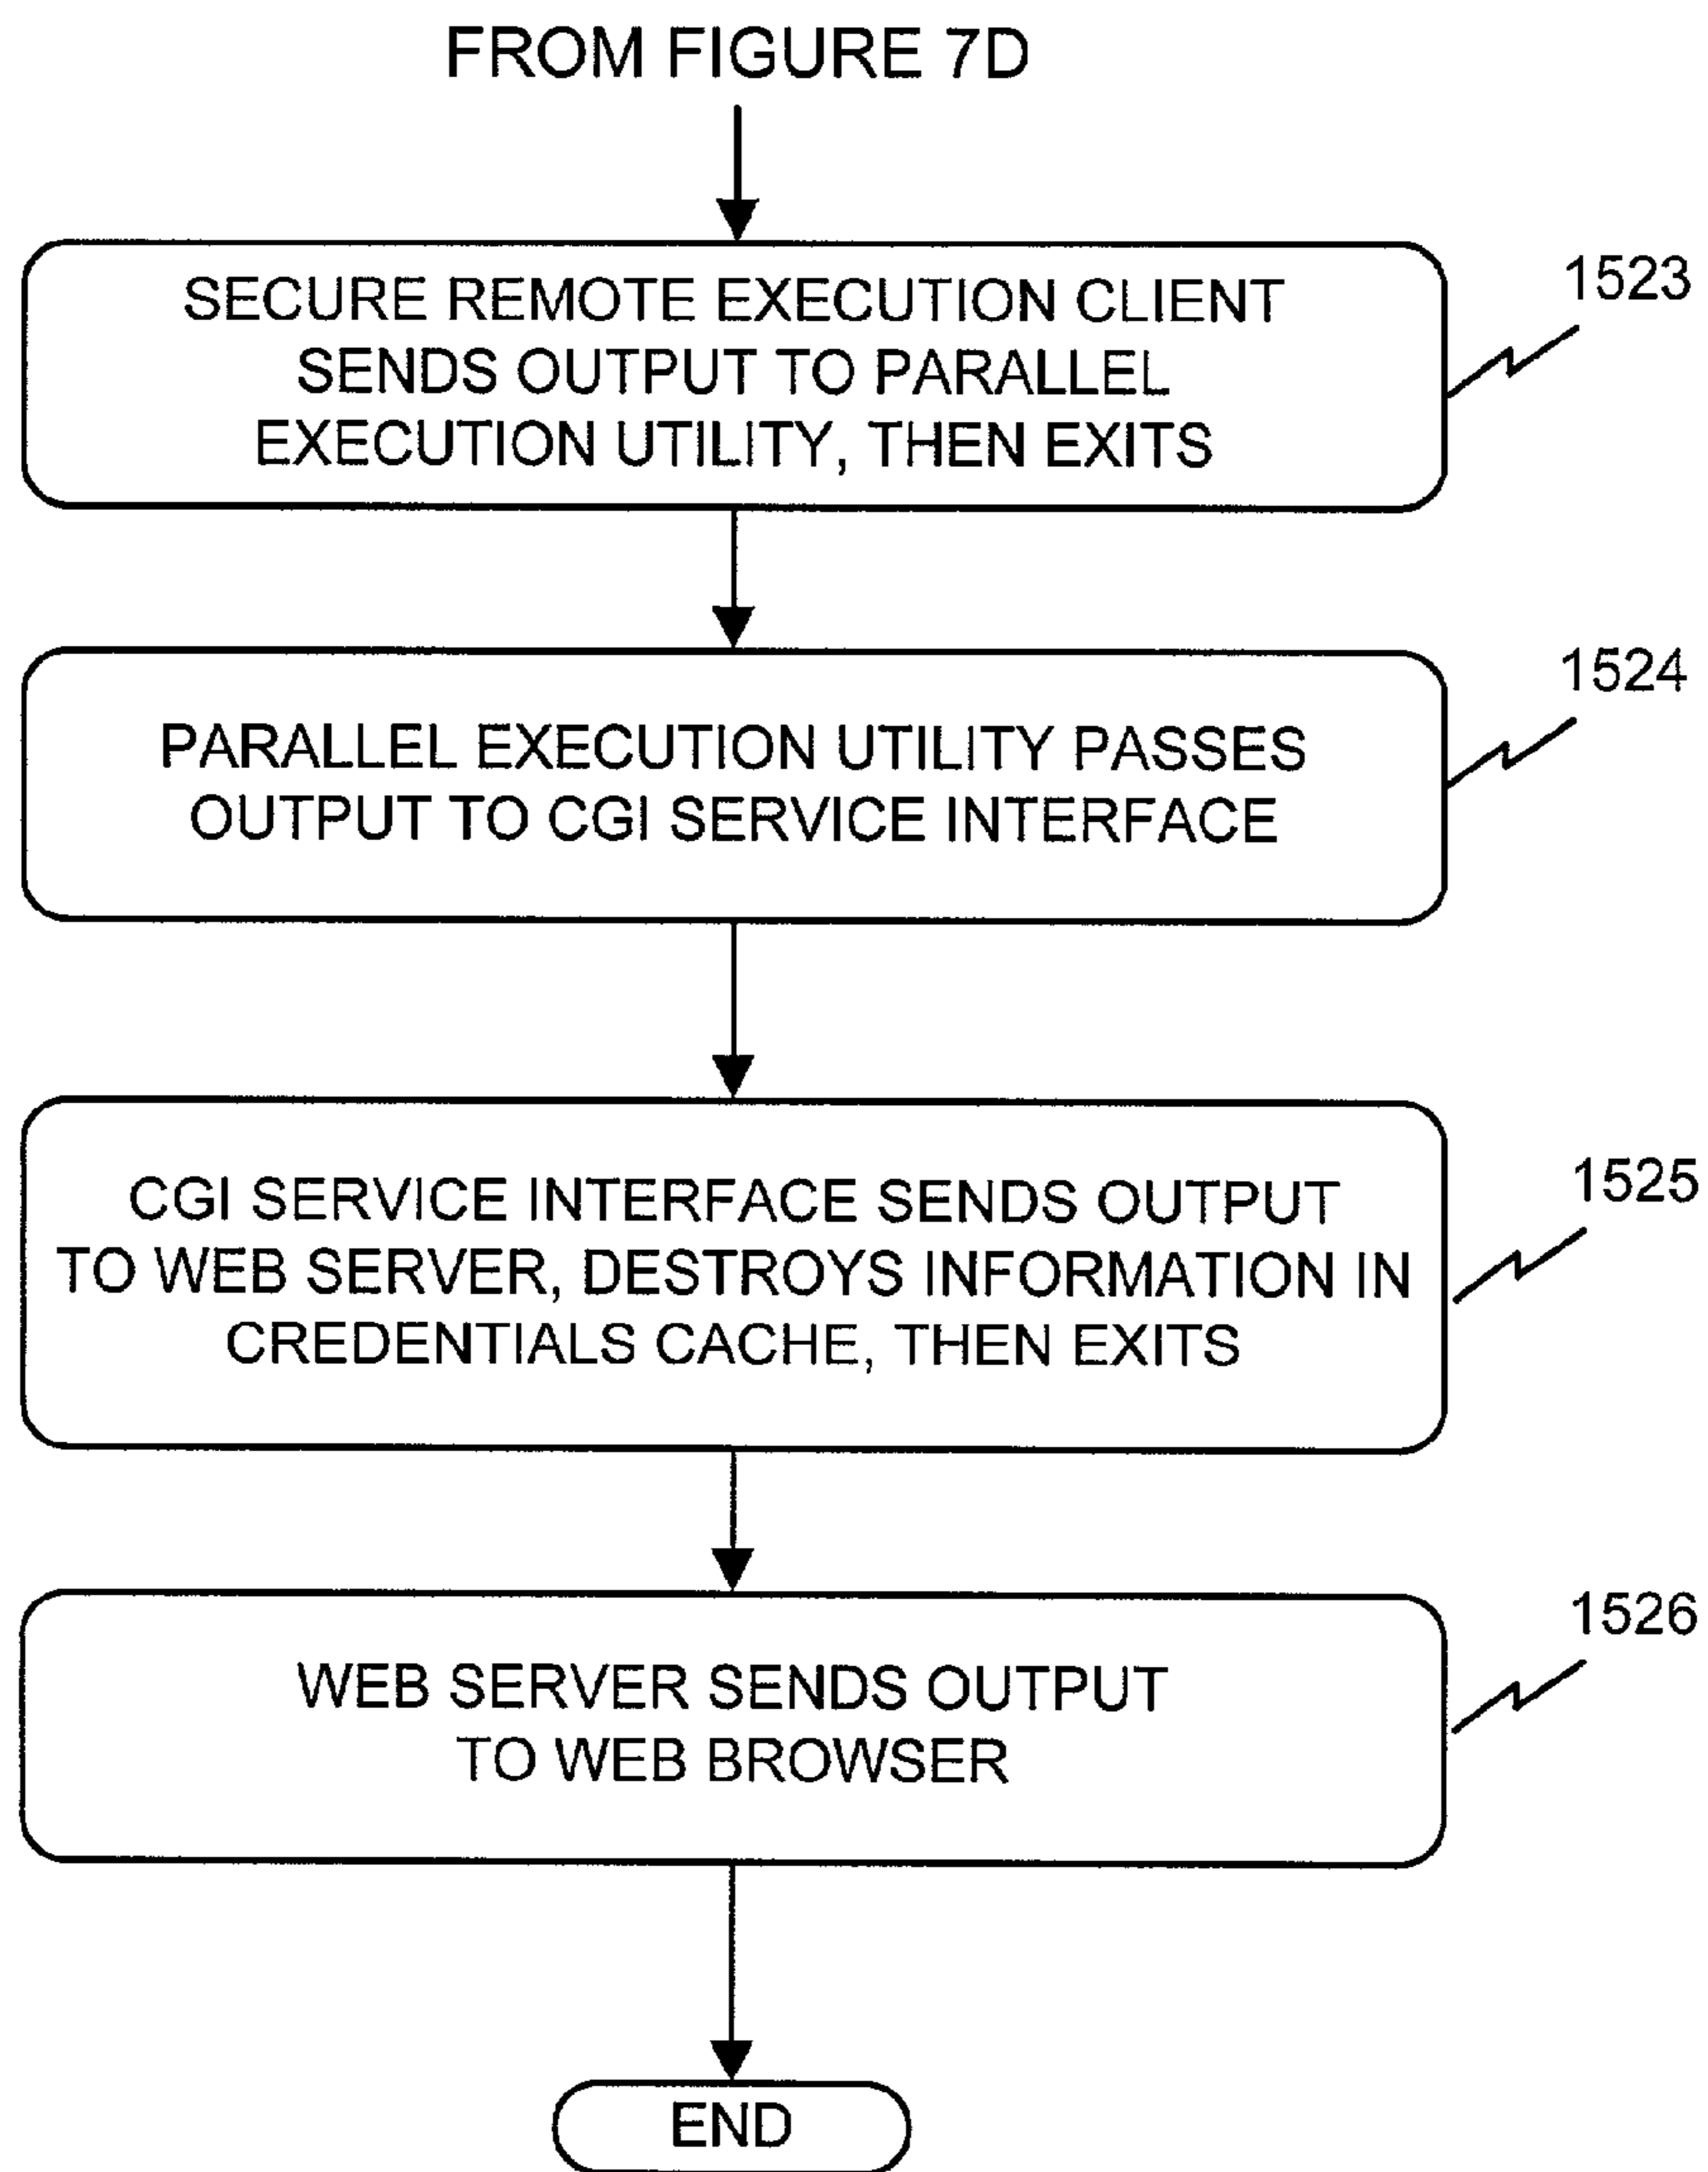 FROM FIGURE 7D
SECURE REMOTE EXECUTION CLIENT
SENDS OUTPUT TO PARALLEL
EXECUTION UTILITY, THEN EXITS
1523
PARALLEL EXECUTION UTILITY PASSES
OUTPUT TO CGI SERVICE INTERFACE
1524
CGI SERVICE INTERFACE SENDS OUTPUT
TO WEB SERVER, DESTROYS INFORMATION IN
CREDENTIALS CACHE, THEN EXITS
1525
WEB SERVER SENDS OUTPUT
TO WEB BROWSER
1526
END